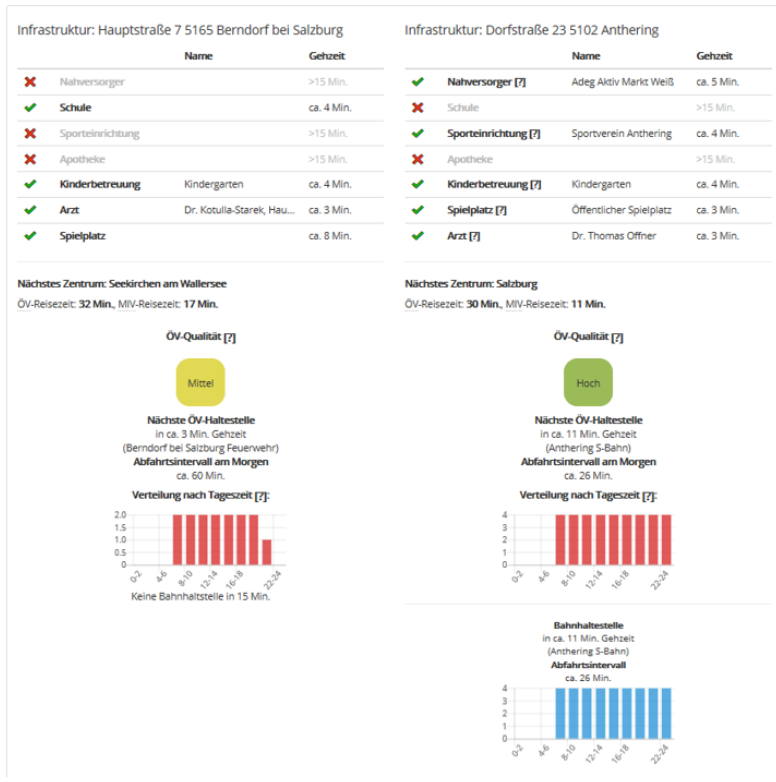 Infrastruktur: Hauptstraße 7 5165 Berndorf bei Salzburg
Name Gehzeit
Nahversorger >15 Min.
Schule ca. 4 Min.
Sporteinrichtung >15 Min.
Apotheke >15 Min.
Kinderbetreuung Kindergarten ca. 4 Min.
Arzt Dr. Kotulla-Starek, Hau... ca. 3 Min.
Spielplatz ca. 8 Min.
Nächstes Zentrum: Seekirchen am Wallersee
ÖV-Reisezeit: 32 Min., MIV-Reisezeit: 17 Min.
ÖV-Qualität [?]
Mittel
Nächste ÖV-Haltestelle
in ca. 3 Min. Gehzeit
(Berndorf bei Salzburg Feuerwehr)
Abfahrtsintervall am Morgen
ca. 60 Min.
Verteilung nach Tageszeit [?]:
2.0
1.5
1.0
0.5
0
0-2 4-6 8-10 12-14 16-18 22-24
Keine Bahnhaltstelle in 15 Min.
Infrastruktur: Dorfstraße 23 5102 Anthering
Name Gehzeit
Nahversorger [?] Adeg Aktiv Markt Weiß ca. 5 Min.
Schule >15 Min.
Sporteinrichtung [?] Sportverein Anthering ca. 4 Min.
Apotheke >15 Min.
Kinderbetreuung [?] Kindergarten ca. 4 Min.
Spielplatz [?] Öffentlicher Spielplatz ca. 3 Min.
Arzt [?] Dr. Thomas Offner ca. 3 Min.
Nächstes Zentrum: Salzburg
ÖV-Reisezeit: 30 Min., MIV-Reisezeit: 11 Min.
ÖV-Qualität [?]
Hoch
Nächste ÖV-Haltestelle
in ca. 11 Min. Gehzeit
(Anthering S-Bahn)
Abfahrtsintervall am Morgen
ca. 26 Min.
Verteilung nach Tageszeit [?]:
4
3
2
1
0
0-2 4-6 8-10 12-14 16-18 22-24
Bahnhaltestelle
in ca. 11 Min. Gehzeit
(Anthering S-Bahn)
Abfahrtsintervall
ca. 26 Min.
4
3
2
1
0
0-2 4-6 8-10 12-14 16-18 22-24